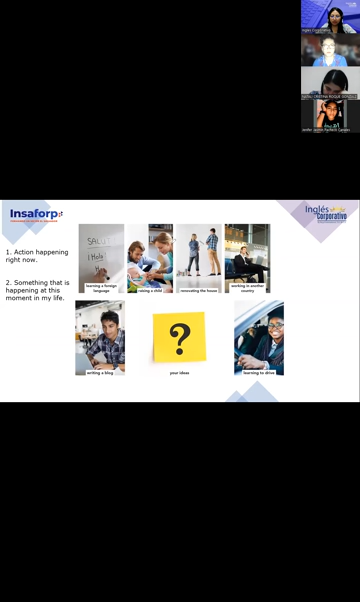 Insaforp
Inglés
Corporativo
1. Action happening
right now.
2. Something that is
happening at this
moment in my life.
SALUT
¡Hola
learning a foreign
language
raising a child
renovating the house
working in another
country
writing a blog
?
your ideas
learning to drive